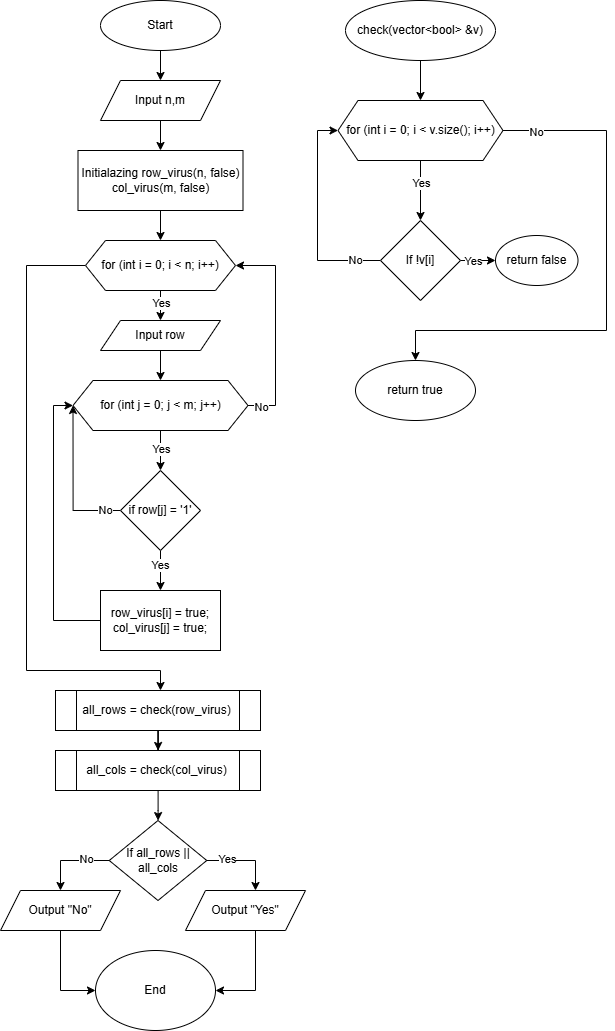 Start
Input n,m
Initialazing row_virus(n, false)
col_virus(m, false)
for (int i = 0; i < n; i++)
Yes
Input row
for (int j = 0; j < m; j++)
No
Yes
if row[j] = '1'
No
Yes
row_virus[i] = true;
col_virus[j] = true;
all_rows = check(row_virus)
all_cols = check(col_virus)
If all_rows ||
all_cols
No
Yes
Output "No"
Output "Yes"
End
check(vector<bool> &v)
for (int i = 0; i < v.size(); i++)
No
Yes
If !v[i]
No
Yes
return false
return true